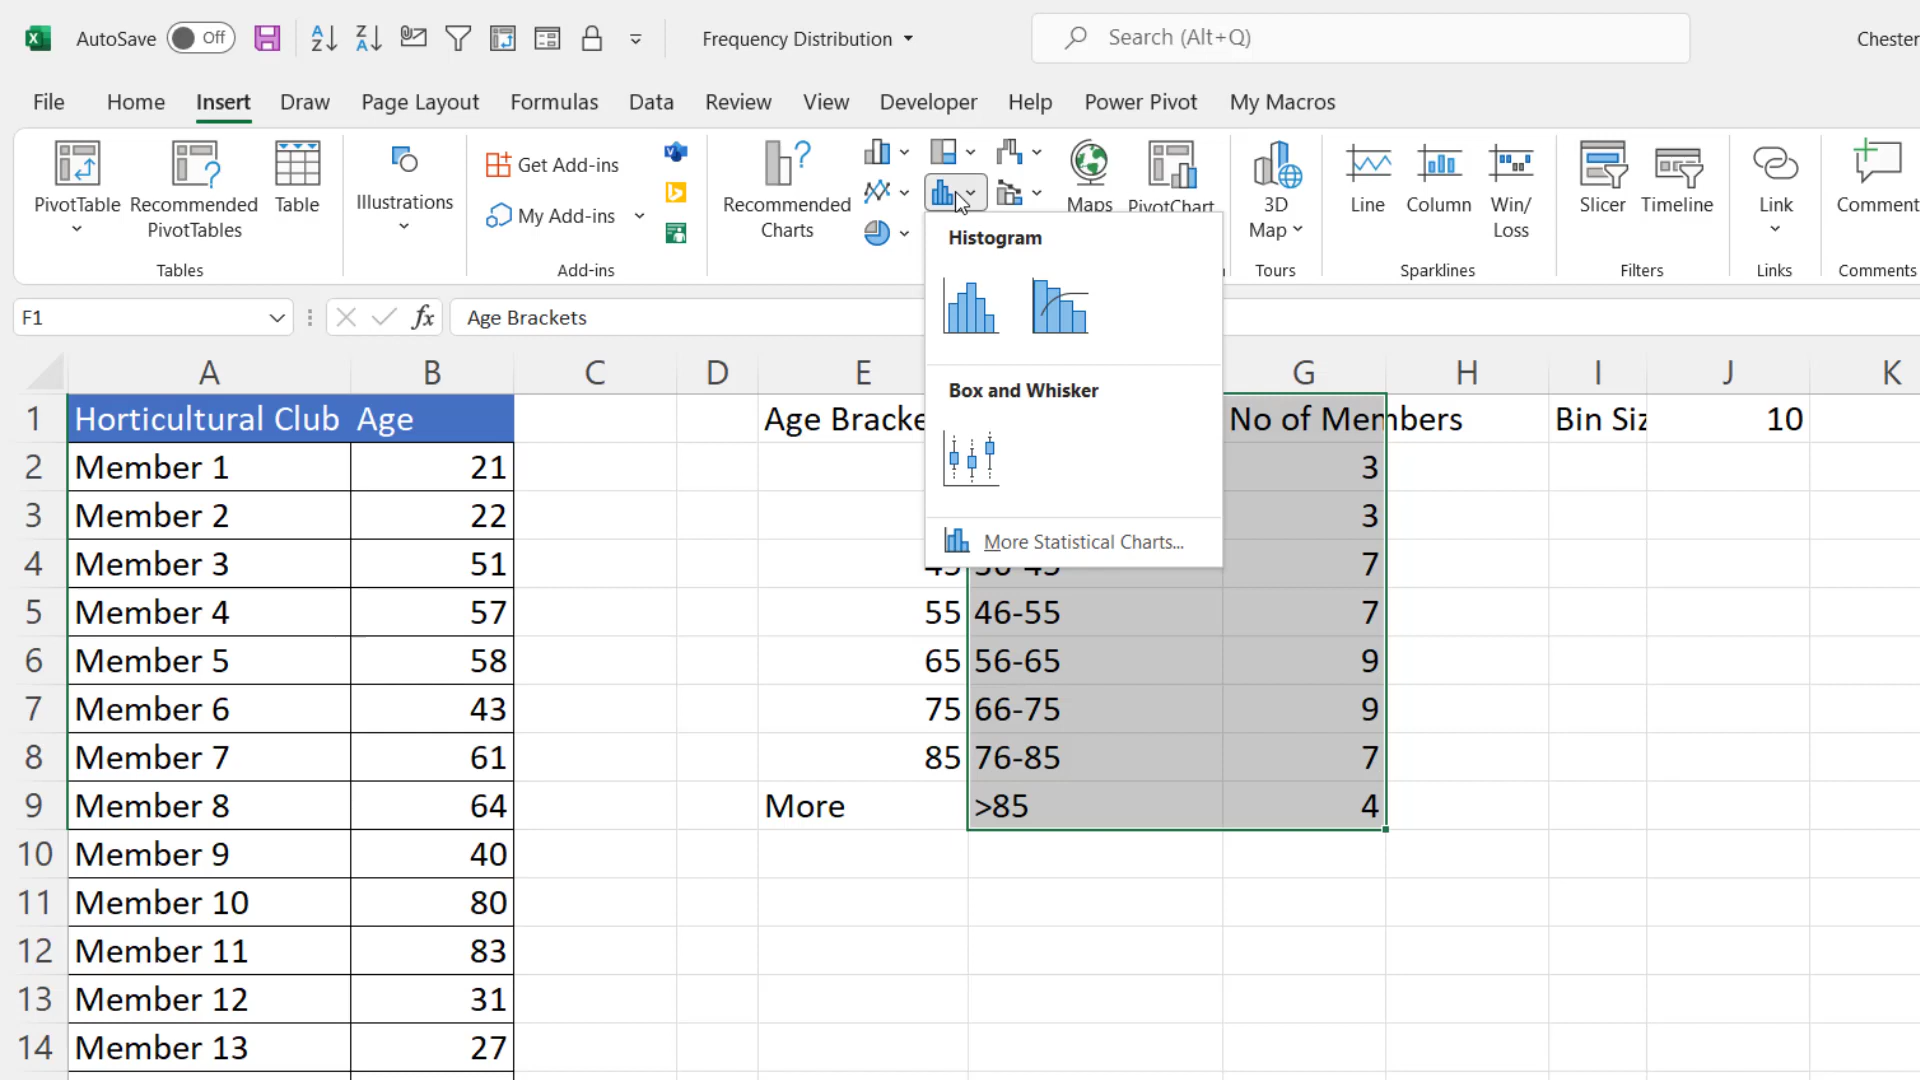 AutoSave Off Frequency Distribution Search (Alt+Q) Chester
File Home Insert Draw Page Layout Formulas Data Review View Developer Help Power Pivot My Macros
PivotTable Recommended PivotTables Table Illustrations Get Add-ins My Add-ins Recommended Charts Maps PivotChart 3D Map Line Column Win/Loss Slicer Timeline Link Comment
Tables Add-ins Tours Sparklines Filters Links Comments
F1 fx Age Brackets
Histogram
Box and Whisker
More Statistical Charts...
A B C D E G H I J K
1 Horticultural Club Age Age Bracke No of Members Bin Siz 10
2 Member 1 21 3
3 Member 2 22 3
4 Member 3 51 7
5 Member 4 57 55 46-55 7
6 Member 5 58 65 56-65 9
7 Member 6 43 75 66-75 9
8 Member 7 61 85 76-85 7
9 Member 8 64 More >85 4
10 Member 9 40
11 Member 10 80
12 Member 11 83
13 Member 12 31
14 Member 13 27